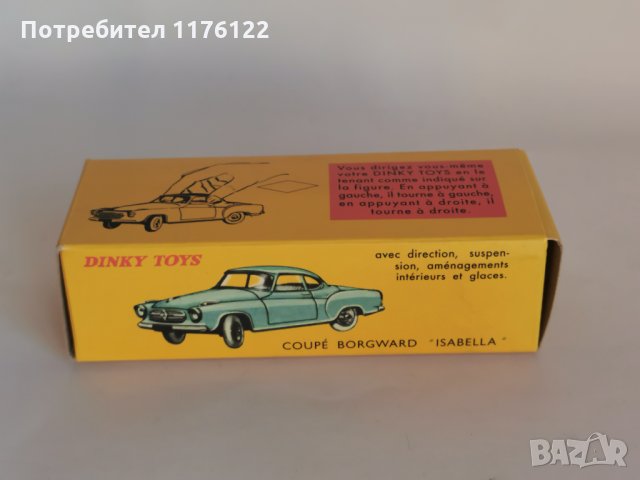 Потребител 1176122
Vous dirigez vous-même
votre DINKY TOYS en le
tenant comme indiqué sur
la figure. En appuyant à
gauche, il tourne à gauche,
en appuyant à droite, il
tourne à droite.
DINKY TOYS
avec direction, suspen-
sion, aménagements
intérieurs et glaces.
COUPÉ BORGWARD "ISABELLA"
BAZAR